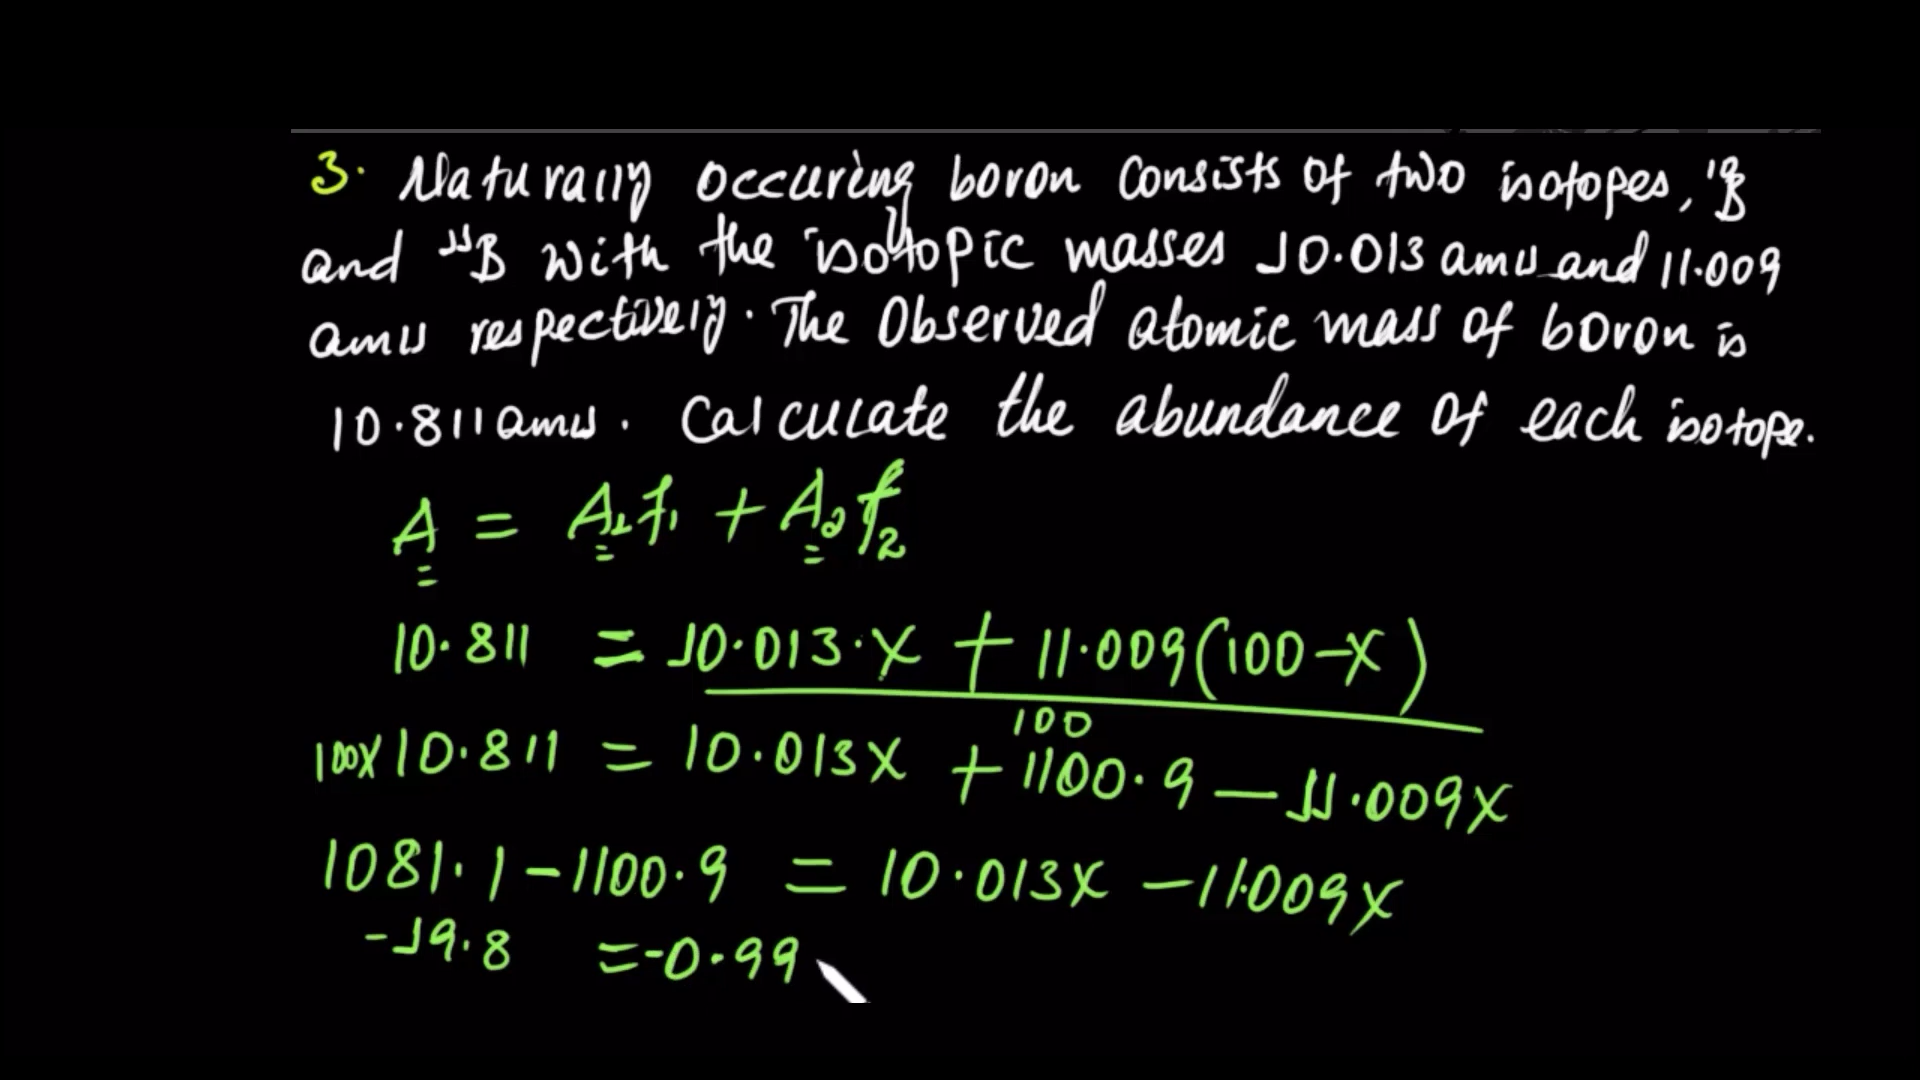 3. Naturally occuring boron consists of two isotopes, ¹⁰B
and ¹¹B with the isotopic masses 10.013 amu and 11.009
amu respectively. The Observed atomic mass of boron is
10.811 amu. Calculate the abundance of each isotope.
A = A₁f₁ + A₂f₂
10.811 = 10.013.x + 11.009(100-x)
100
100x10.811 = 10.013x + 1100.9 - 11.009x
1081.1 - 1100.9 = 10.013x - 11.009x
-19.8 = -0.99